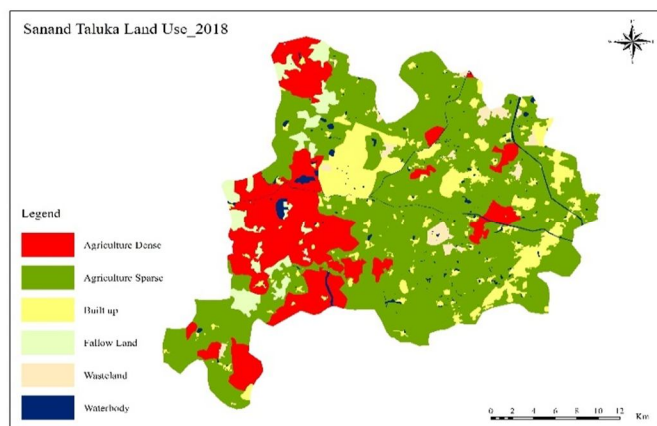 Sanand Taluka Land Use_2018
Legend
Agriculture Dense
Agriculture Sparse
Built up
Fallow Land
Wasteland
Waterbody
0 2 4 6 8 10 12
Km